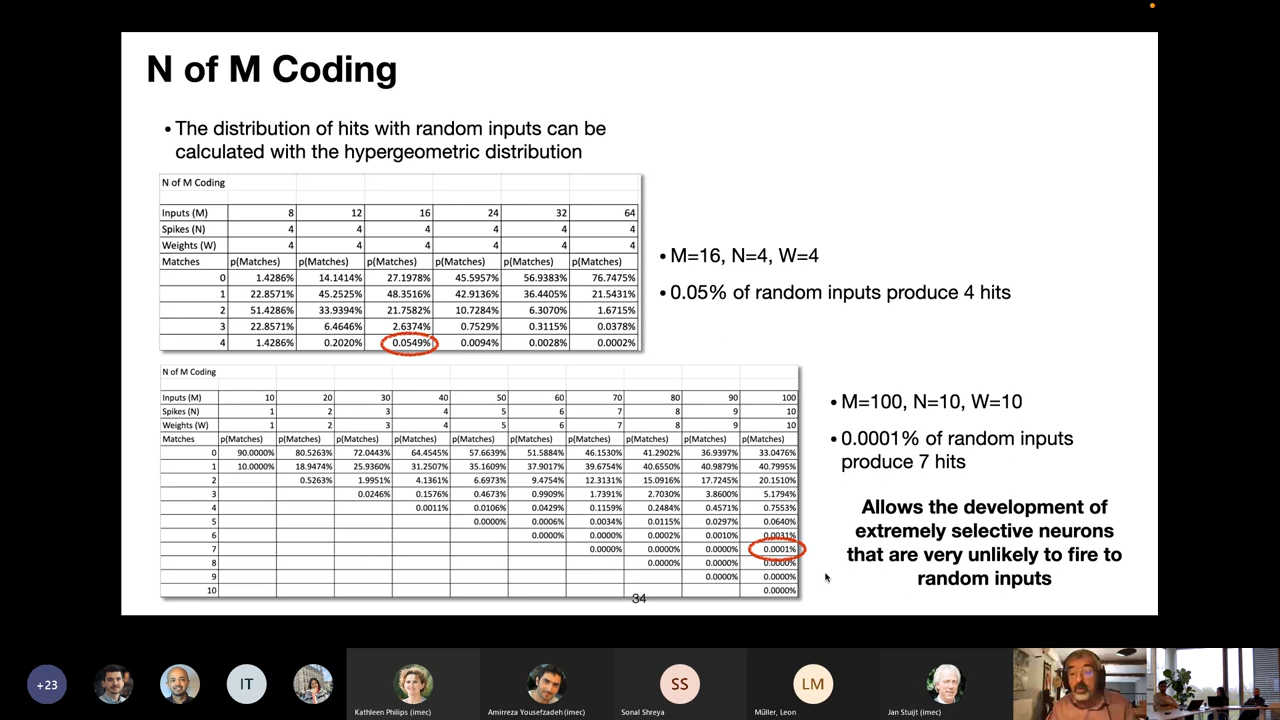 N of M Coding
• The distribution of hits with random inputs can be
calculated with the hypergeometric distribution
N of M Coding
Inputs (M) 8 12 16 24 32 64
Spikes (N) 4 4 4 4 4 4
Weights (W) 4 4 4 4 4 4
Matches p(Matches) p(Matches) p(Matches) p(Matches) p(Matches) p(Matches)
0 1.4286% 14.1414% 27.1978% 45.5957% 56.9383% 76.7475%
1 22.8571% 45.2525% 48.3516% 42.9136% 36.4405% 21.5431%
2 51.4286% 33.9394% 21.7582% 10.7284% 6.3070% 1.6715%
3 22.8571% 6.4646% 2.6374% 0.7529% 0.3115% 0.0378%
4 1.4286% 0.2020% 0.0549% 0.0094% 0.0028% 0.0002%
• M=16, N=4, W=4
• 0.05% of random inputs produce 4 hits
N of M Coding
Inputs (M) 10 20 30 40 50 60 70 80 90 100
Spikes (N) 1 2 3 4 5 6 7 8 9 10
Weights (W) 1 2 3 4 5 6 7 8 9 10
Matches p(Matches) p(Matches) p(Matches) p(Matches) p(Matches) p(Matches) p(Matches) p(Matches) p(Matches) p(Matches)
0 90.0000% 80.5263% 72.0443% 64.4545% 57.6639% 51.5884% 46.1530% 41.2902% 36.9397% 33.0476%
1 10.0000% 18.9474% 25.9360% 31.2507% 35.1609% 37.9017% 39.6754% 40.6550% 40.9879% 40.7995%
2 0.5263% 1.9951% 4.1361% 6.6973% 9.4754% 12.3131% 15.0916% 17.7245% 20.1510%
3 0.0246% 0.1576% 0.4673% 0.9909% 1.7391% 2.7030% 3.8600% 5.1794%
4 0.0011% 0.0106% 0.0429% 0.1159% 0.2484% 0.4571% 0.7553%
5 0.0000% 0.0006% 0.0034% 0.0115% 0.0297% 0.0640%
6 0.0000% 0.0000% 0.0002% 0.0010% 0.0031%
7 0.0000% 0.0000% 0.0000% 0.0001%
8 0.0000% 0.0000% 0.0000%
9 0.0000% 0.0000%
10 0.0000%
• M=100, N=10, W=10
• 0.0001% of random inputs
produce 7 hits
Allows the development of
extremely selective neurons
that are very unlikely to fire to
random inputs
34
+23
IT
SS
LM
Kathleen Philips (imec)
Amirreza Yousefzadeh (imec)
Sonal Shreya
Müller, Leon
Jan Stuijt (imec)